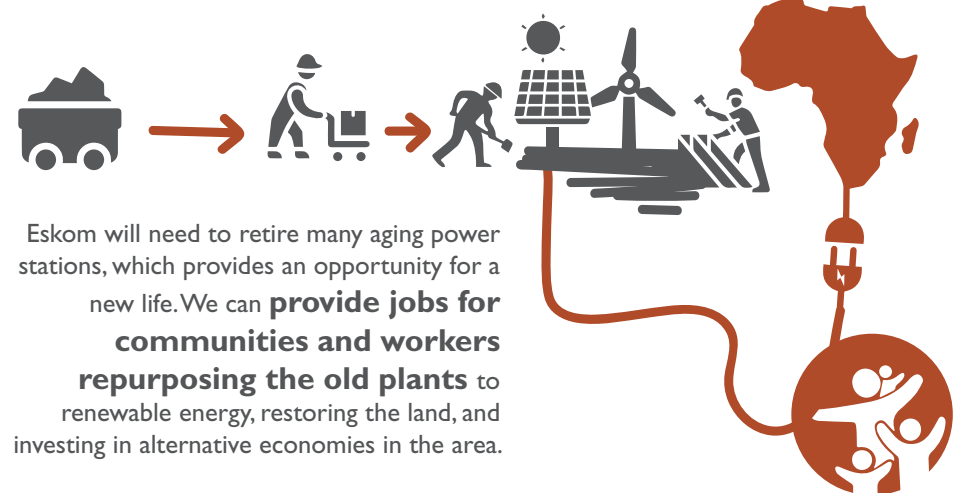 Eskom will need to retire many aging power
stations, which provides an opportunity for a
new life. We can provide jobs for
communities and workers
repurposing the old plants to
renewable energy, restoring the land, and
investing in alternative economies in the area.